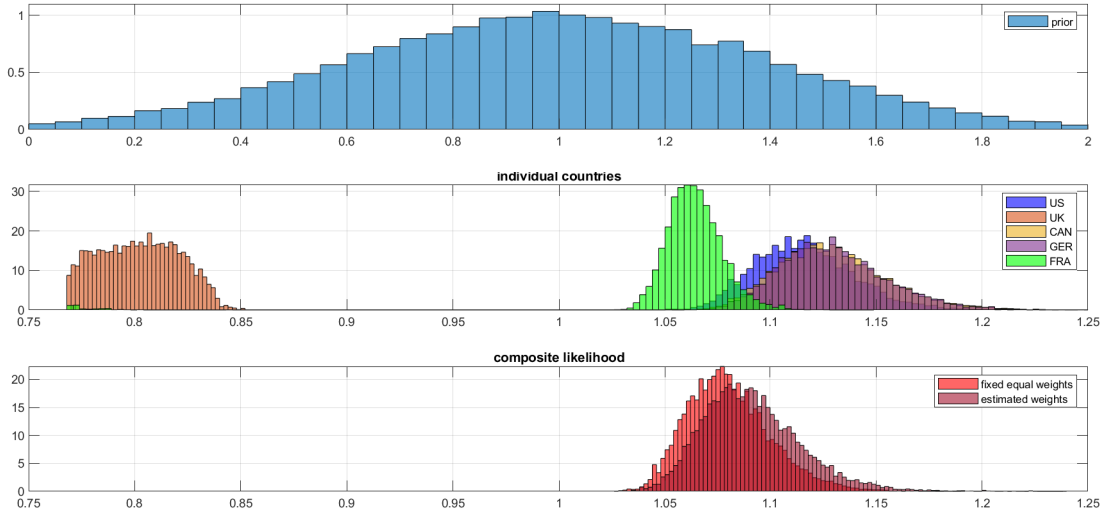 1
0.5
0
prior
0 0.2 0.4 0.6 0.8 1 1.2 1.4 1.6 1.8 2
individual countries
30
20
10
0
US
UK
CAN
GER
FRA
0.75 0.8 0.85 0.9 0.95 1 1.05 1.1 1.15 1.2 1.25
composite likelihood
20
15
10
5
0
fixed equal weights
estimated weights
0.75 0.8 0.85 0.9 0.95 1 1.05 1.1 1.15 1.2 1.25